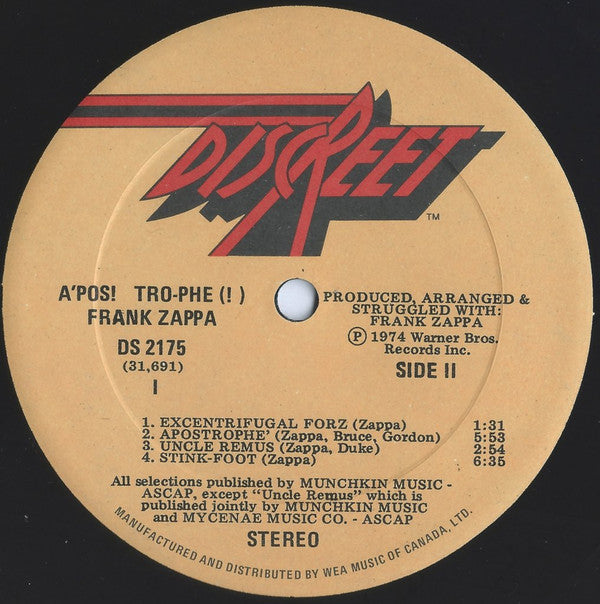 DISCREET
TM
A'POS! TRO-PHE (! )
FRANK ZAPPA
DS 2175
(31,691)
I
PRODUCED, ARRANGED &
STRUGGLED WITH:
FRANK ZAPPA
Ⓟ 1974 Warner Bros.
Records Inc.
SIDE II
1. EXCENTRIFUGAL FORZ (Zappa) 1:31
2. APOSTROPHE' (Zappa, Bruce, Gordon) 5:53
3. UNCLE REMUS (Zappa, Duke) 2:54
4. STINK-FOOT (Zappa) 6:35
All selections published by MUNCHKIN MUSIC -
ASCAP, except "Uncle Remus" which is
published jointly by MUNCHKIN MUSIC
and MYCENAE MUSIC CO. - ASCAP
STEREO
MANUFACTURED AND DISTRIBUTED BY WEA MUSIC OF CANADA, LTD.